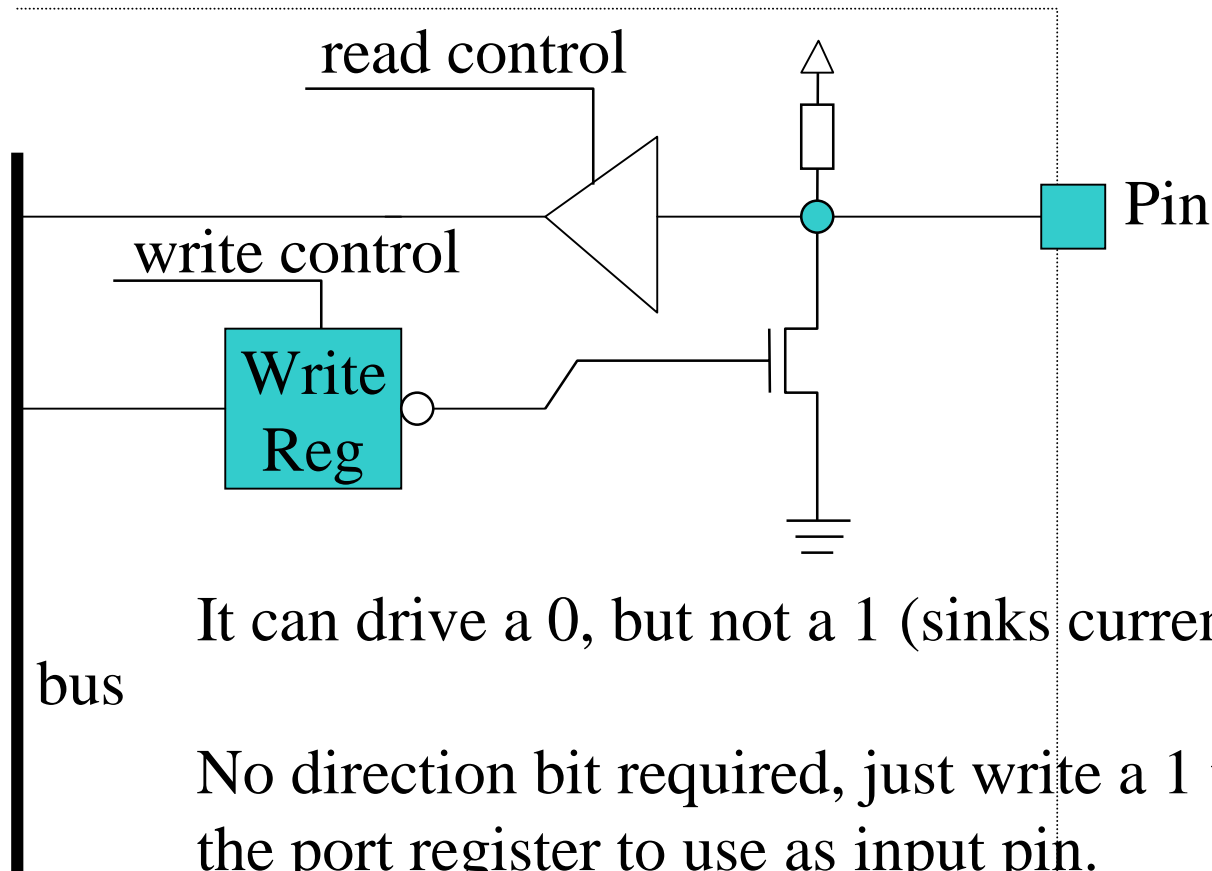 read control
Pin
write control
Write
Reg
It can drive a 0, but not a 1 (sinks
bus
No direction bit required, just write a 1
the port register to use as input pin.